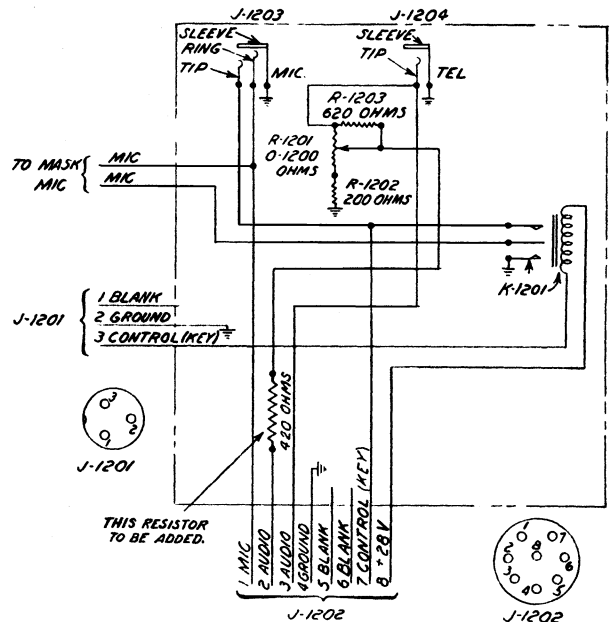 J-1203
J-1204
SLEEVE
RING
TIP
MIC.
SLEEVE
TIP
TEL
R-1203
620 OHMS
R-1201
0-1200
OHMS
R-1202
200 OHMS
TO MASK
MIC
MIC
MIC
K-1201
J-1201
1 BLANK
2 GROUND
3 CONTROL (KEY)
3
2
1
J-1201
420 OHMS
THIS RESISTOR
TO BE ADDED.
1 MIC
2 AUDIO
3 AUDIO
4 GROUND
5 BLANK
6 BLANK
7 CONTROL (KEY)
8 +28V
J-1202
1
7
2
8
6
3
5
4
J-1202